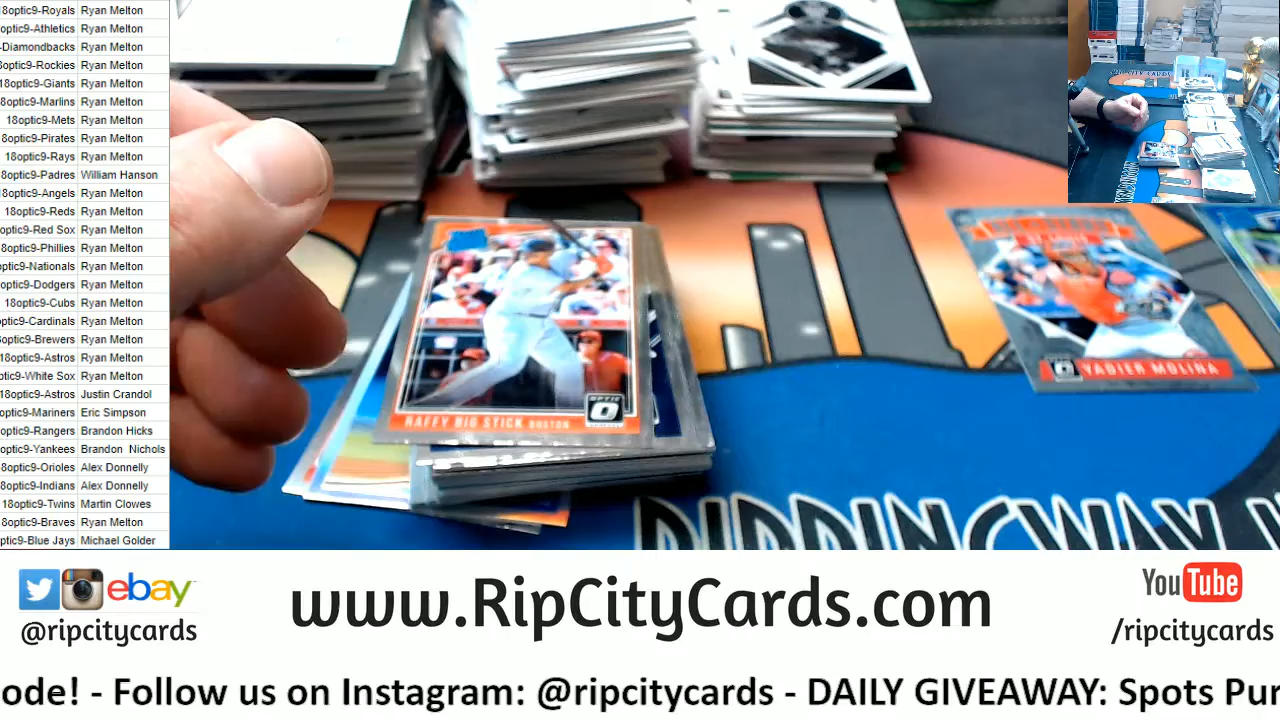 18optic9-Royals Ryan Melton
optic9-Athletics Ryan Melton
-Diamondbacks Ryan Melton
8optic9-Rockies Ryan Melton
18optic9-Giants Ryan Melton
8optic9-Marlins Ryan Melton
18optic9-Mets Ryan Melton
8optic9-Pirates Ryan Melton
18optic9-Rays Ryan Melton
8optic9-Padres William Hanson
18optic9-Angels Ryan Melton
18optic9-Reds Ryan Melton
optic9-Red Sox Ryan Melton
8optic9-Phillies Ryan Melton
optic9-Nationals Ryan Melton
optic9-Dodgers Ryan Melton
18optic9-Cubs Ryan Melton
optic9-Cardinals Ryan Melton
optic9-Brewers Ryan Melton
18optic9-Astros Ryan Melton
ptic9-White Sox Ryan Melton
18optic9-Astros Justin Crandol
optic9-Mariners Eric Simpson
optic9-Rangers Brandon Hicks
optic9-Yankees Brandon Nichols
8optic9-Orioles Alex Donnelly
8optic9-Indians Alex Donnelly
18optic9-Twins Martin Clowes
8optic9-Braves Ryan Melton
ptic9-Blue Jays Michael Golder
RAFFY BIG STICK BOSTON
OPTIC
YADIER MOLINA
ebay
@ripcitycards
www.RipCityCards.com
YouTube
/ripcitycards
ode! - Follow us on Instagram: @ripcitycards - DAILY GIVEAWAY: Spots Pur